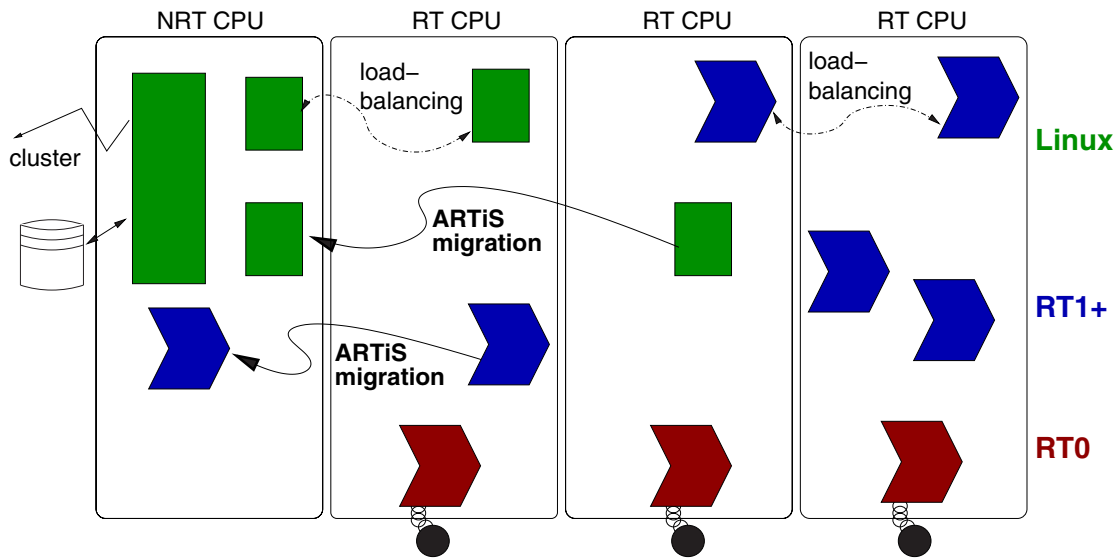 NRT CPU
RT CPU
RT CPU
RT CPU
load–
balancing
load–
balancing
cluster
Linux
ARTiS
migration
RT1+
ARTiS
migration
RT0